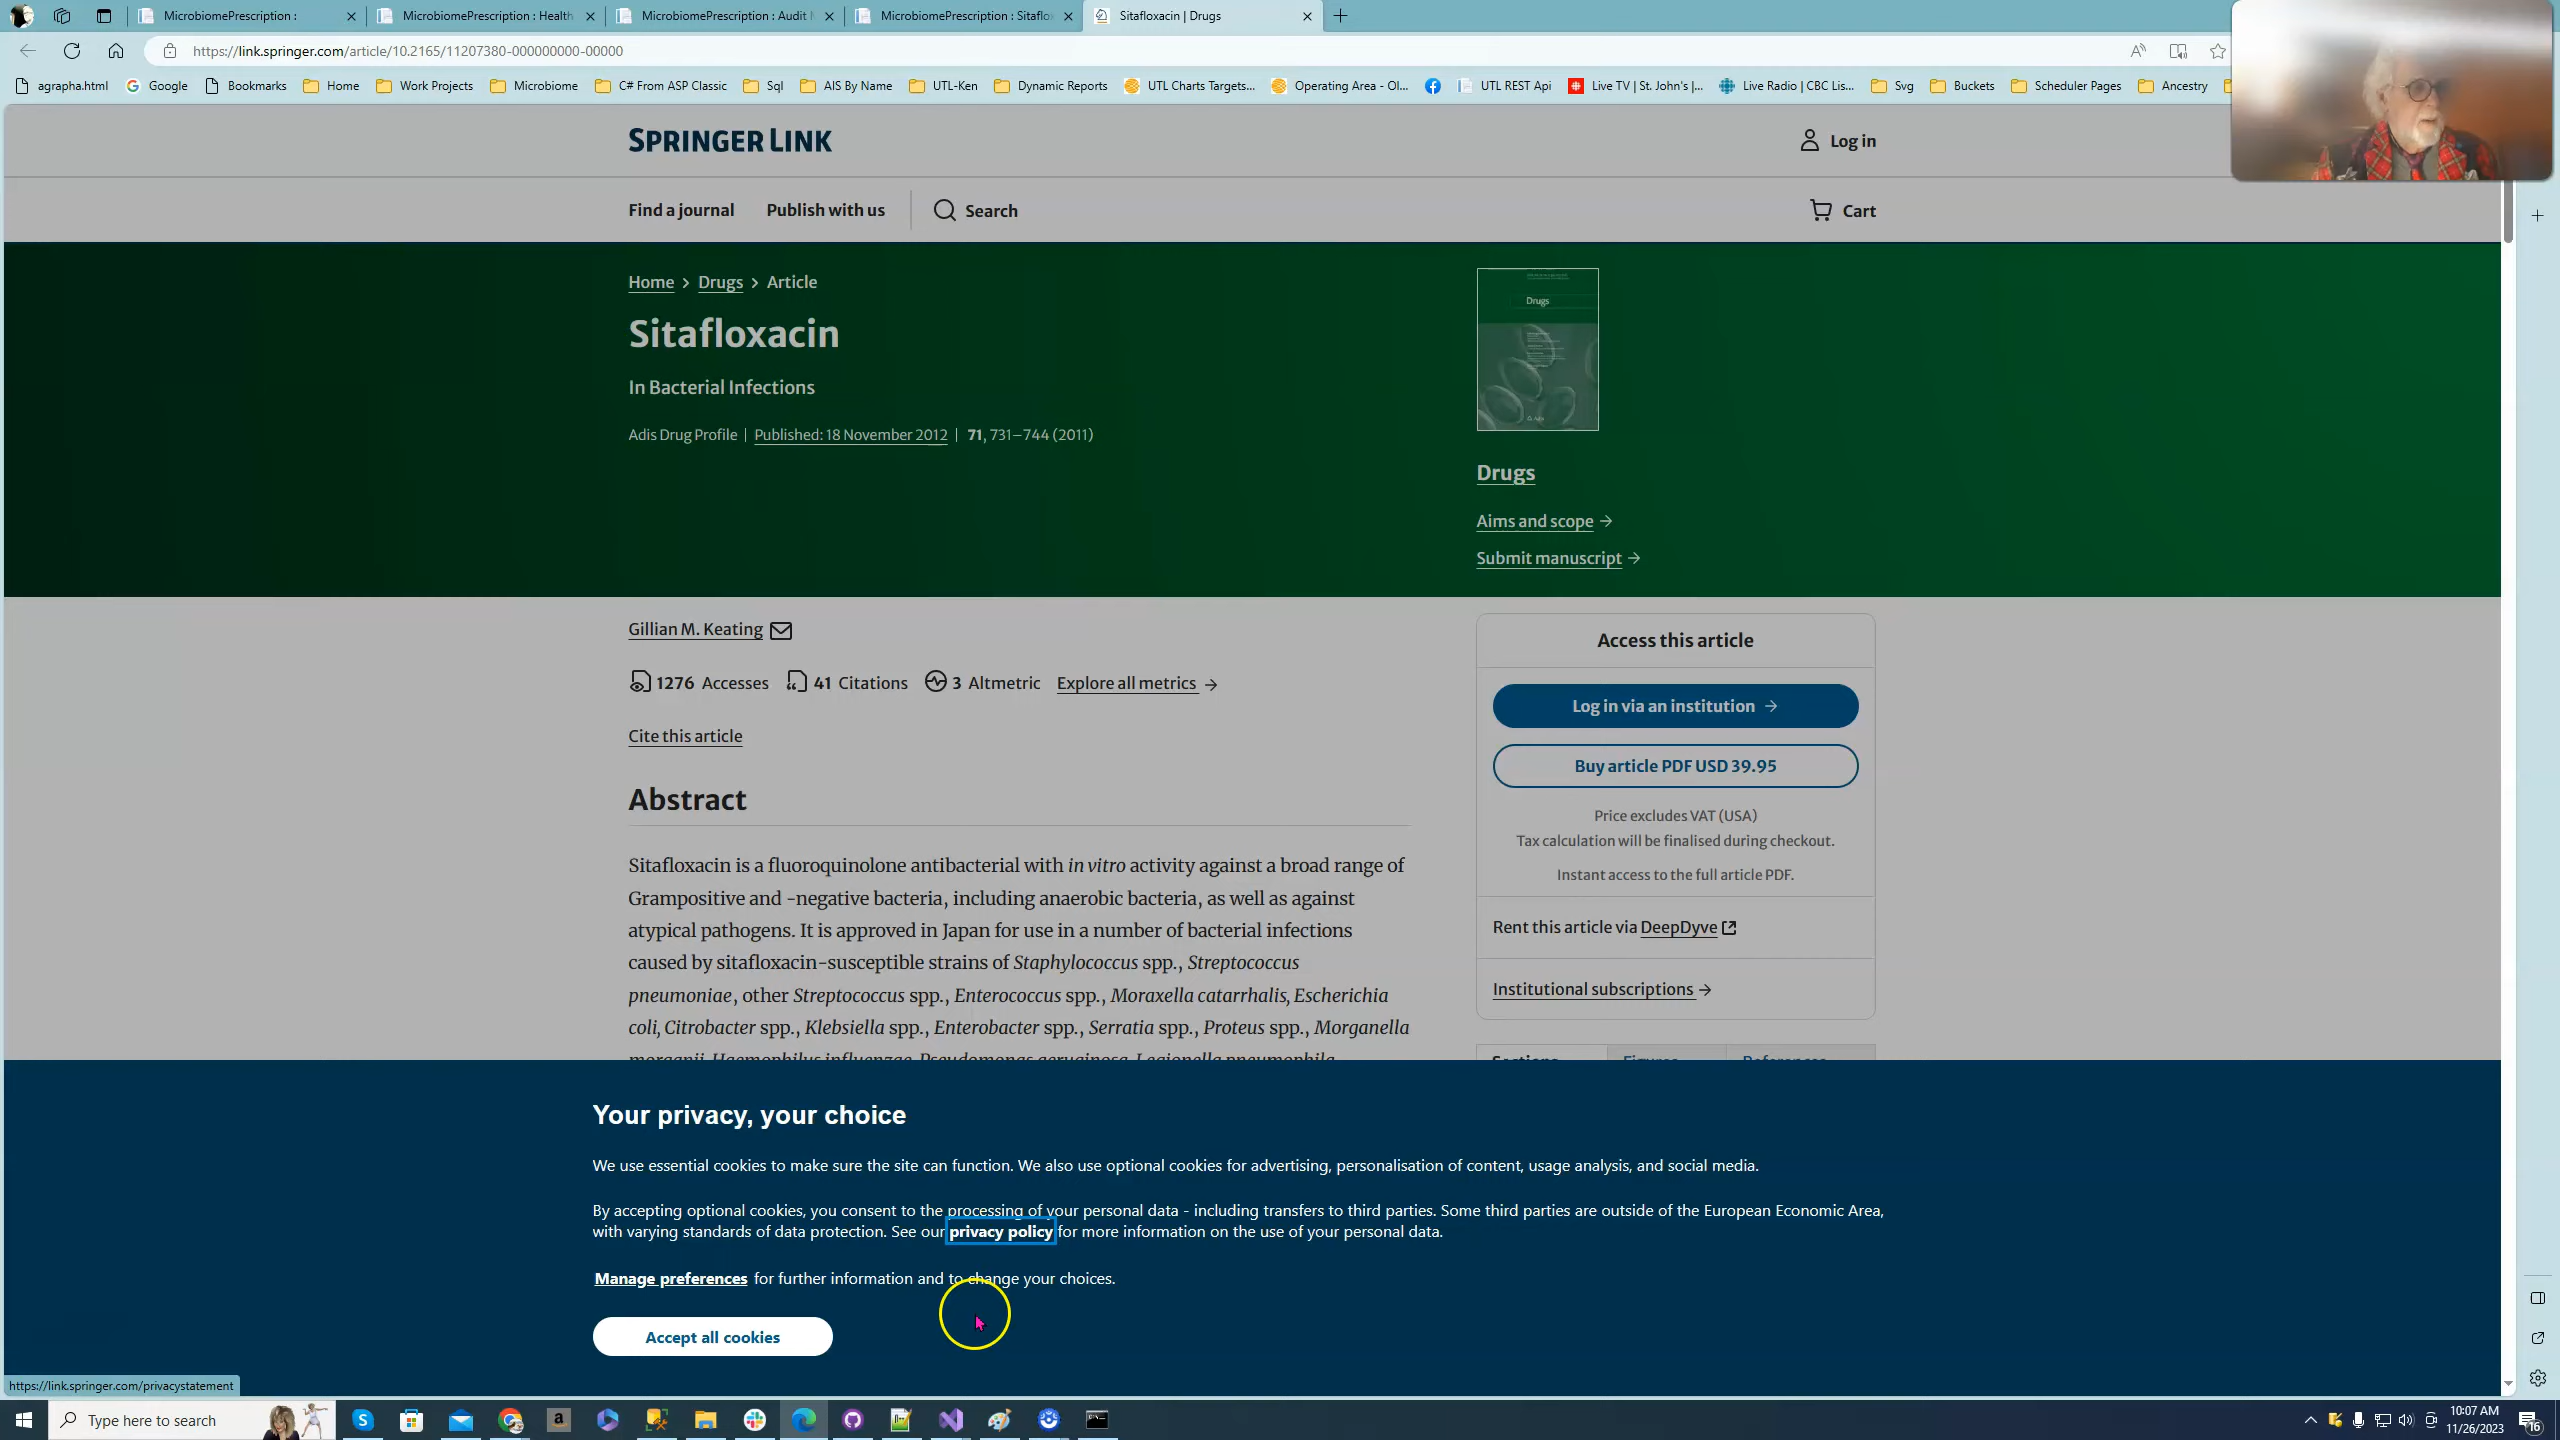 MicrobiomePrescription :
MicrobiomePrescription : Health
MicrobiomePrescription : Audit
MicrobiomePrescription : Sitaflox
Sitafloxacin | Drugs
https://link.springer.com/article/10.2165/11207380-000000000-00000
agrapha.html
Google
Bookmarks
Home
Work Projects
Microbiome
C# From ASP Classic
Sql
AIS By Name
UTL-Ken
Dynamic Reports
UTL Charts Targets...
Operating Area - Ol...
UTL REST Api
Live TV | St. John's |...
Live Radio | CBC Lis...
Svg
Buckets
Scheduler Pages
Ancestry
SPRINGER LINK
Log in
Find a journal
Publish with us
Search
Cart
Home > Drugs > Article
Sitafloxacin
In Bacterial Infections
Adis Drug Profile | Published: 18 November 2012 | 71, 731–744 (2011)
Drugs
Drugs
Aims and scope →
Submit manuscript →
Gillian M. Keating
1276 Accesses 41 Citations 3 Altmetric Explore all metrics →
Cite this article
Abstract
Sitafloxacin is a fluoroquinolone antibacterial with in vitro activity against a broad range of
Grampositive and -negative bacteria, including anaerobic bacteria, as well as against
atypical pathogens. It is approved in Japan for use in a number of bacterial infections
caused by sitafloxacin-susceptible strains of Staphylococcus spp., Streptococcus
pneumoniae, other Streptococcus spp., Enterococcus spp., Moraxella catarrhalis, Escherichia
coli, Citrobacter spp., Klebsiella spp., Enterobacter spp., Serratia spp., Proteus spp., Morganella
morganii, Haemophilus influenzae, Pseudomonas aeruginosa, Legionella pneumophila
Access this article
Log in via an institution →
Buy article PDF USD 39.95
Price excludes VAT (USA)
Tax calculation will be finalised during checkout.
Instant access to the full article PDF.
Rent this article via DeepDyve
Institutional subscriptions →
Sections
Figures
References
Your privacy, your choice
We use essential cookies to make sure the site can function. We also use optional cookies for advertising, personalisation of content, usage analysis, and social media.
By accepting optional cookies, you consent to the processing of your personal data - including transfers to third parties. Some third parties are outside of the European Economic Area,
with varying standards of data protection. See our privacy policy for more information on the use of your personal data.
Manage preferences for further information and to change your choices.
Accept all cookies
https://link.springer.com/privacystatement
Type here to search
10:07 AM
11/26/2023
16